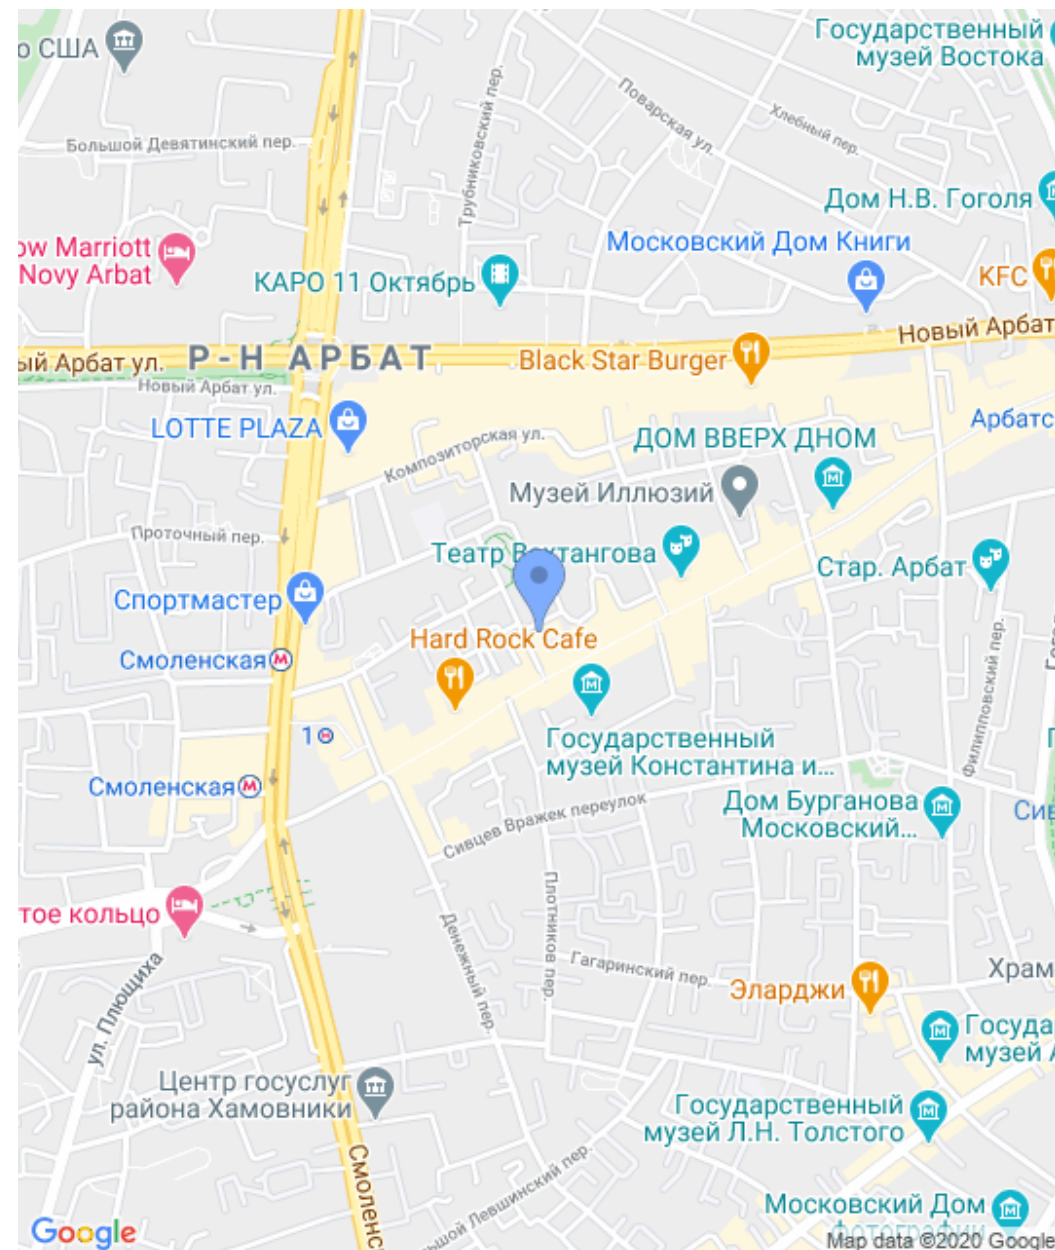 о США
Государственный
музей Востока
Большой Девятинский пер.
Трубниковский пер.
Поварская ул.
Хлебный пер.
Дом Н.В. Гоголя
ow Marriott
Novy Arbat
КАРО 11 Октябрь
Московский Дом Книги
KFC
ый Арбат ул.
Р-Н АРБАТ
Новый Арбат
Black Star Burger
Новый Арбат ул.
LOTTE PLAZA
Композиторская ул.
ДОМ ВВЕРХ ДНОМ
Арбатс
Музей Иллюзий
Проточный пер.
Театр Вахтангова
Стар. Арбат
Спортмастер
Hard Rock Cafe
Смоленская
Филипповский пер.
1
Государственный
музей Константина и...
Смоленская
Сивцев Вражек переулок
Дом Бурганова
Московский...
Сив
тое кольцо
Денежный пер.
Плотников пер.
Гагаринский пер.
Эларджи
Храм
ул. Плющиха
Госуда
музей А
Центр госуслуг
района Хамовники
Государственный
музей Л.Н. Толстого
Смоленс
ьшой Левшинский пер.
Московский Дом
фотографии
Google
Map data ©2020 Google